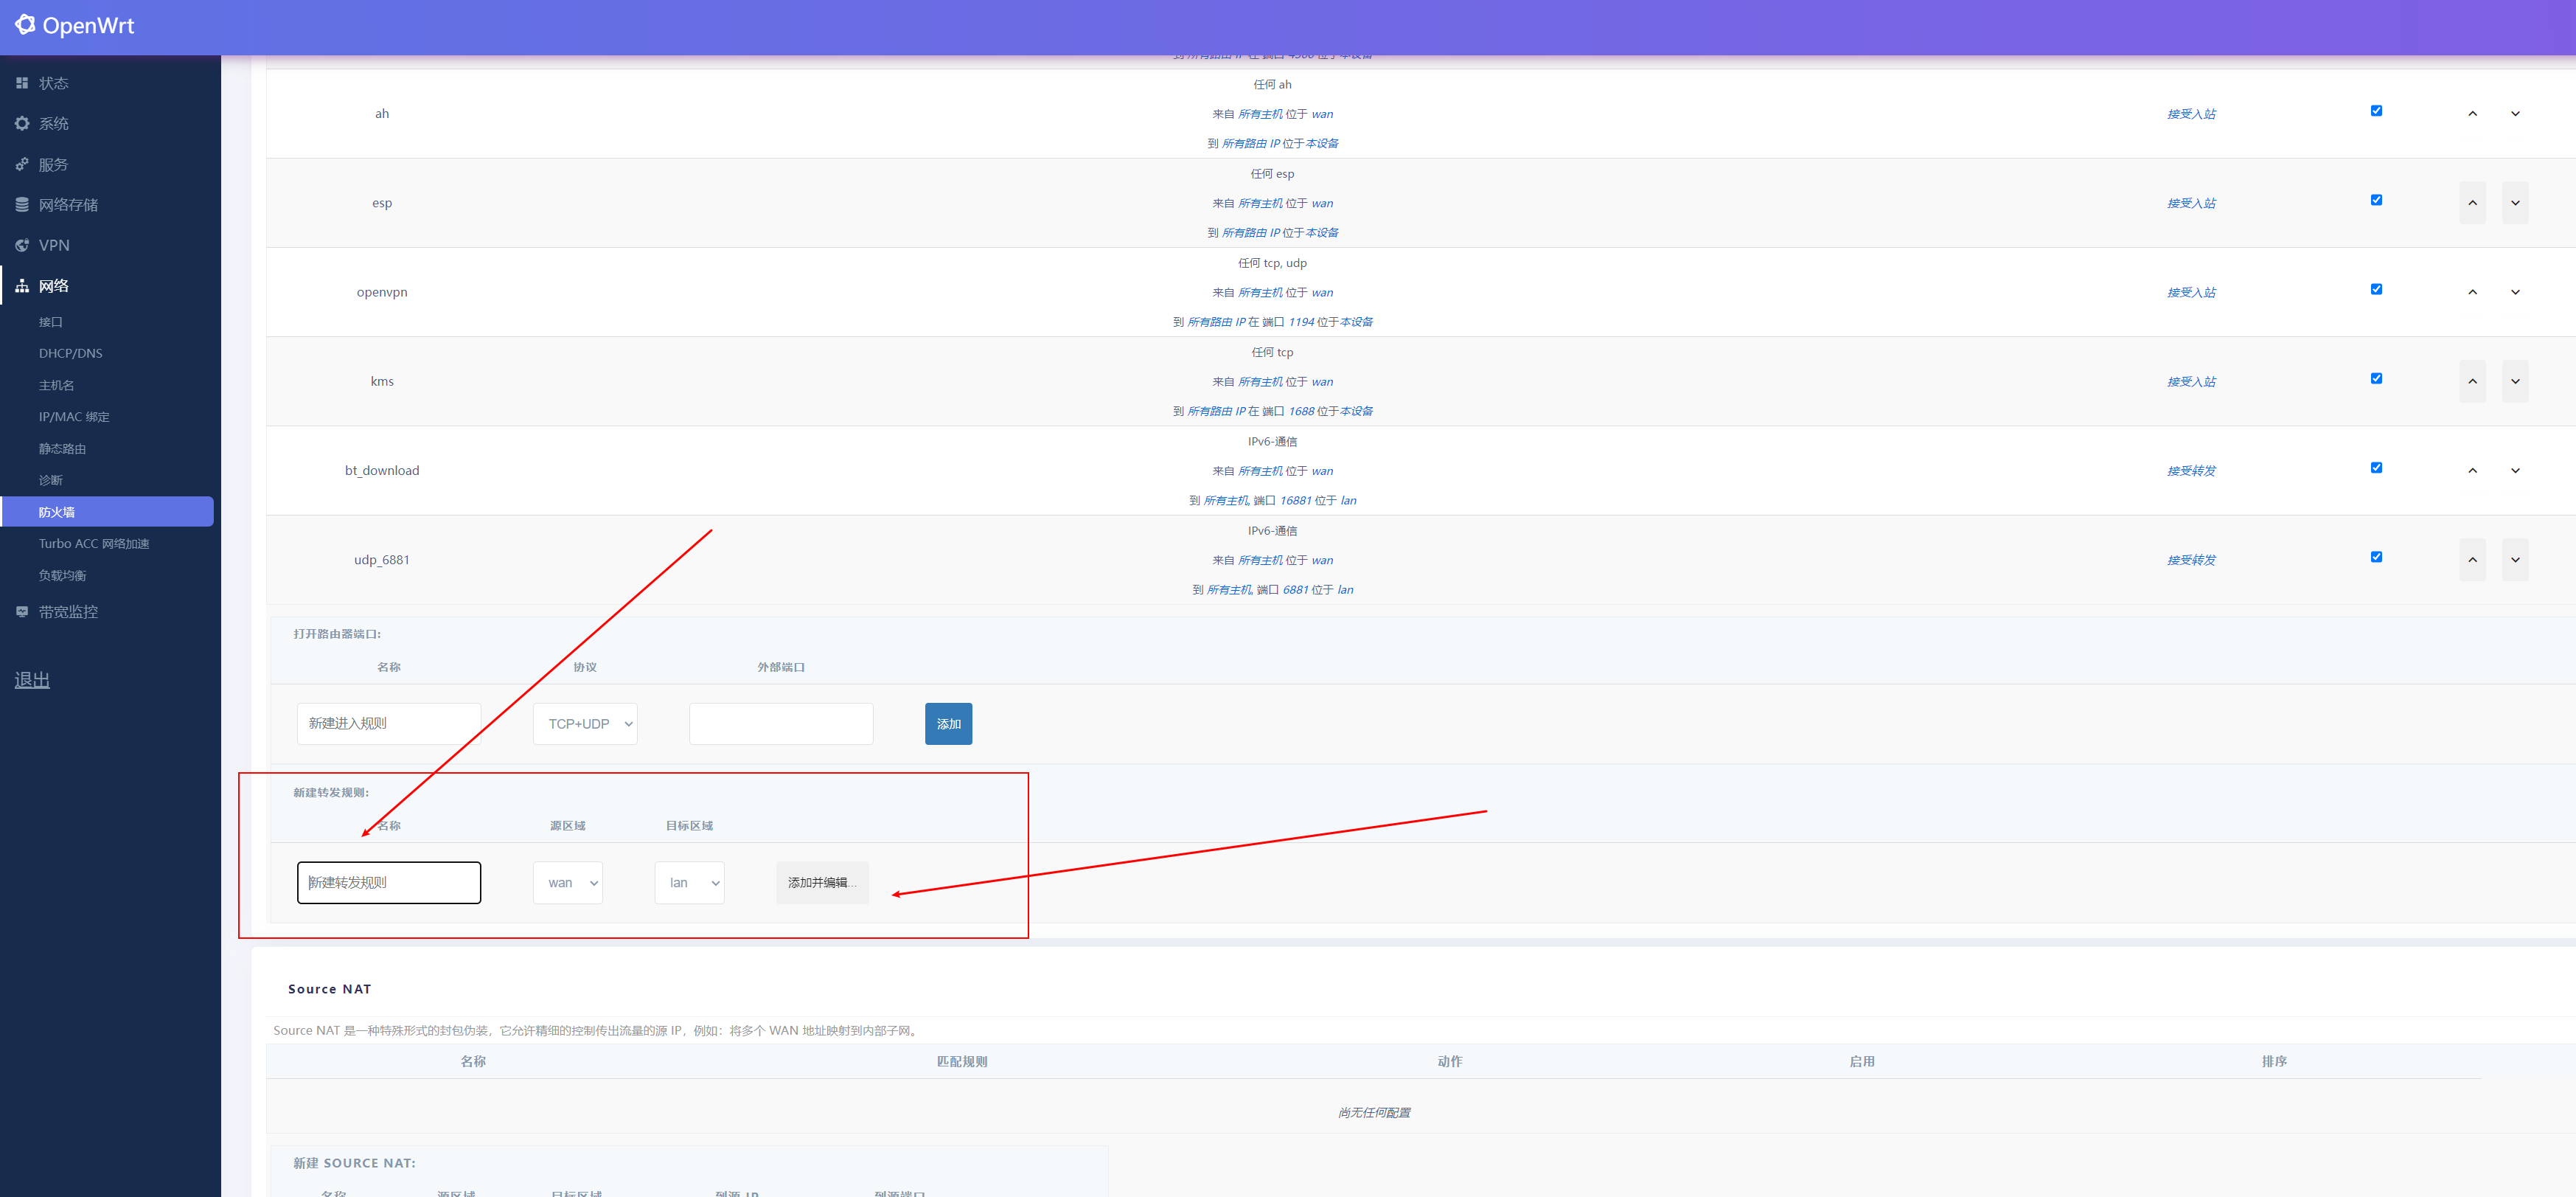 OpenWrt
状态
系统
服务
网络存储
VPN
网络
接口
DHCP/DNS
主机名
IP/MAC 绑定
静态路由
诊断
防火墙
Turbo ACC 网络加速
负载均衡
带宽监控
退出
到 所有路由 IP 在 端口 4500 位于本设备
ah
任何 ah
来自 所有主机 位于 wan
到 所有路由 IP 位于本设备
接受入站
esp
任何 esp
来自 所有主机 位于 wan
到 所有路由 IP 位于本设备
接受入站
openvpn
任何 tcp, udp
来自 所有主机 位于 wan
到 所有路由 IP 在 端口 1194 位于本设备
接受入站
kms
任何 tcp
来自 所有主机 位于 wan
到 所有路由 IP 在 端口 1688 位于本设备
接受入站
bt_download
IPv6-通信
来自 所有主机 位于 wan
到 所有主机, 端口 16881 位于 lan
接受转发
udp_6881
IPv6-通信
来自 所有主机 位于 wan
到 所有主机, 端口 6881 位于 lan
接受转发
打开路由器端口:
名称 协议 外部端口
新建进入规则 TCP+UDP 添加
新建转发规则:
名称 源区域 目标区域
新建转发规则 wan lan 添加并编辑...
Source NAT
Source NAT 是一种特殊形式的封包伪装，它允许精细的控制传出流量的源 IP，例如：将多个 WAN 地址映射到内部子网。
名称 匹配规则 动作 启用 排序
尚无任何配置
新建 SOURCE NAT:
名称 源区域 目标区域 到源 IP 到源端口